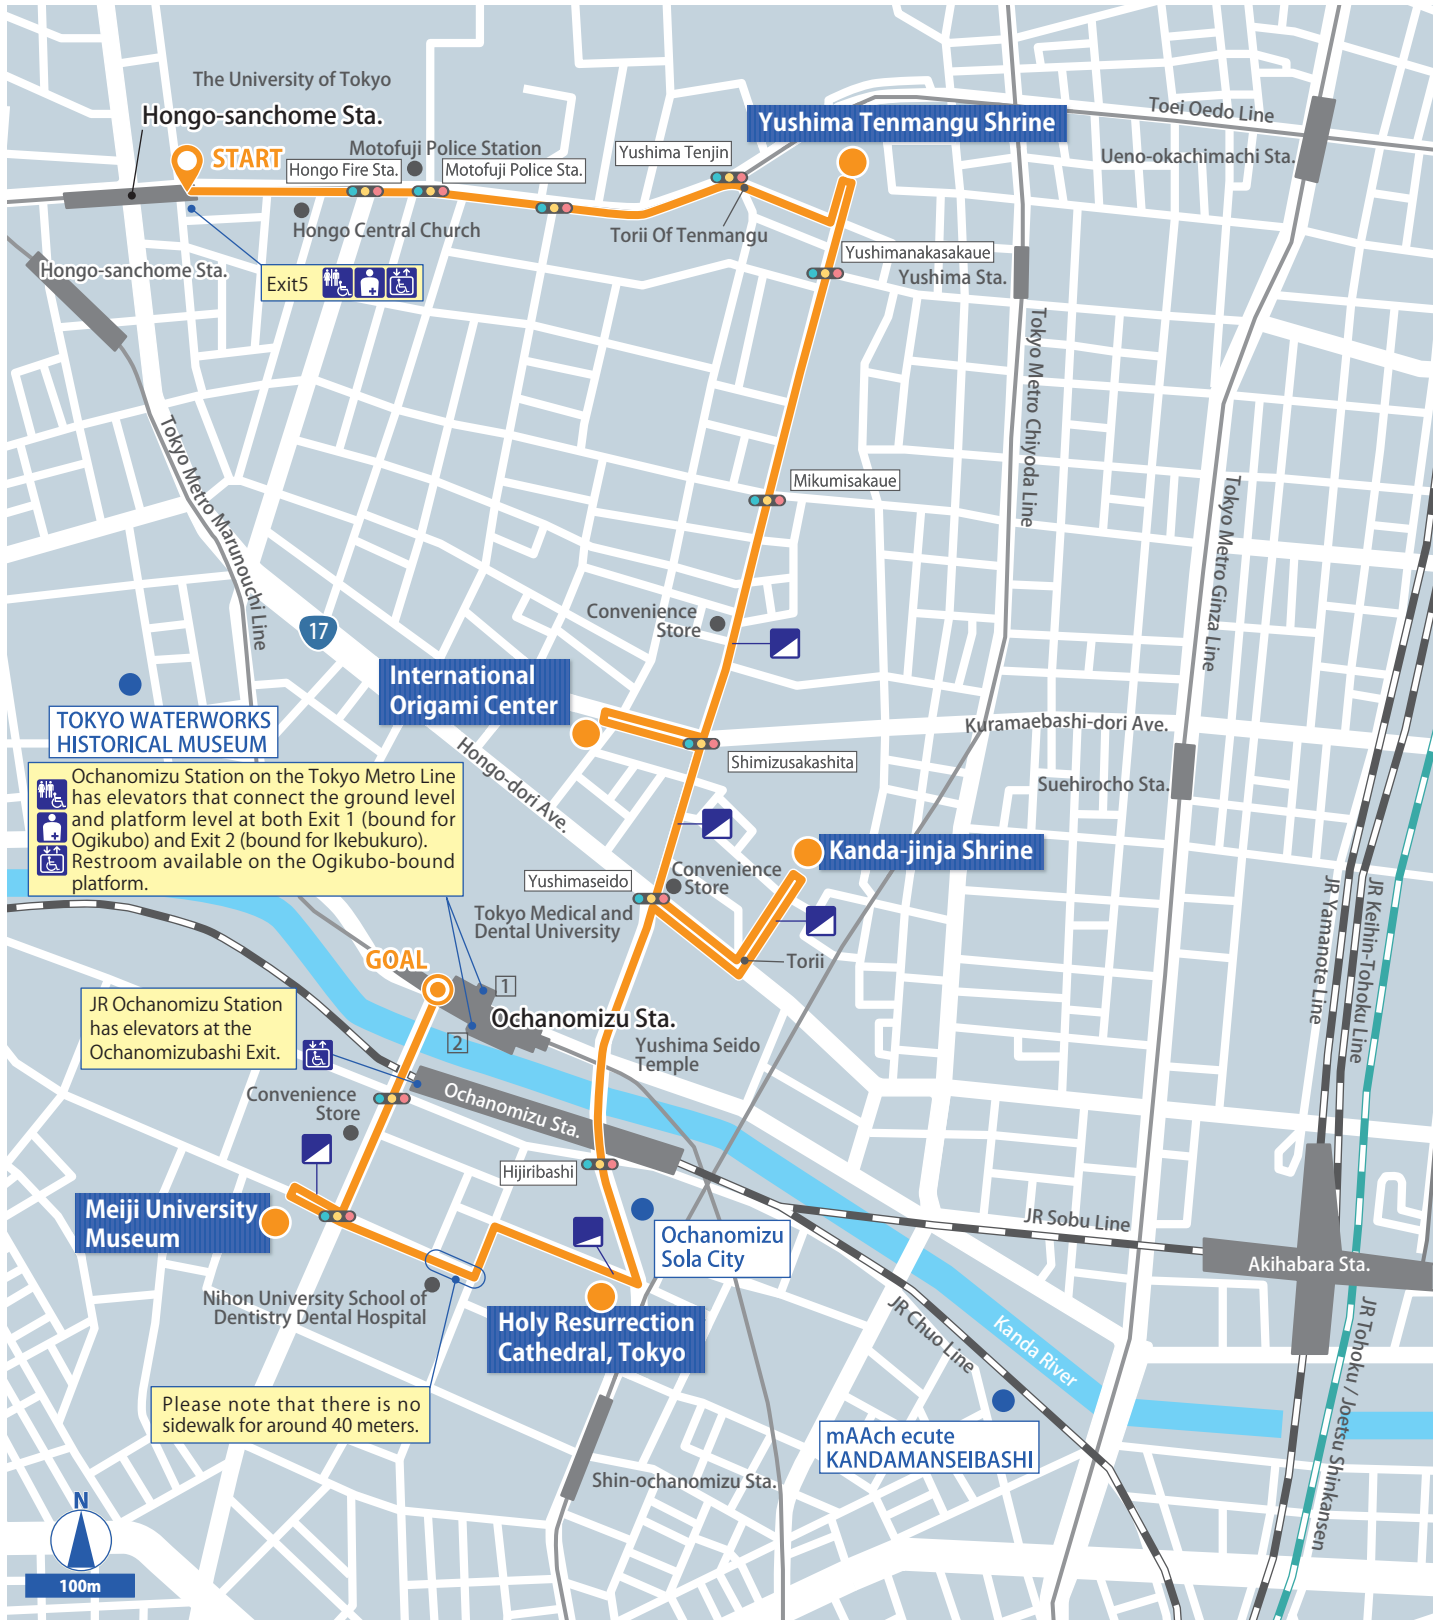 The University of Tokyo
Hongo-sanchome Sta.
START
Motofuji Police Station
Hongo Fire Sta.
Motofuji Police Sta.
Yushima Tenjin
Yushima Tenmangu Shrine
Toei Oedo Line
Ueno-okachimachi Sta.
Hongo Central Church
Torii Of Tenmangu
Hongo-sanchome Sta.
Exit5
Yushimanakasakaue
Yushima Sta.
Tokyo Metro Chiyoda Line
Tokyo Metro Marunouchi Line
Mikumisakaue
Tokyo Metro Ginza Line
Convenience
Store
17
International
Origami Center
TOKYO WATERWORKS
HISTORICAL MUSEUM
Kuramaebashi-dori Ave.
Hongo-dori Ave.
Shimizusakashita
Suehirocho Sta.
Ochanomizu Station on the Tokyo Metro Line
has elevators that connect the ground level
and platform level at both Exit 1 (bound for
Ogikubo) and Exit 2 (bound for Ikebukuro).
Restroom available on the Ogikubo-bound
platform.
Kanda-jinja Shrine
Convenience
Store
Yushimaseido
Tokyo Medical and
Dental University
Torii
JR Yamanote Line
JR Keihin-Tohoku Line
GOAL
1
2
Ochanomizu Sta.
JR Ochanomizu Station
has elevators at the
Ochanomizubashi Exit.
Yushima Seido
Temple
Convenience
Store
Ochanomizu Sta.
Hijiribashi
Meiji University
Museum
Ochanomizu
Sola City
JR Sobu Line
Akihabara Sta.
Nihon University School of
Dentistry Dental Hospital
Holy Resurrection
Cathedral, Tokyo
JR Chuo Line
Kanda River
JR Tohoku / Joetsu Shinkansen
Please note that there is no
sidewalk for around 40 meters.
mAAch ecute
KANDAMANSEIBASHI
Shin-ochanomizu Sta.
N
100m